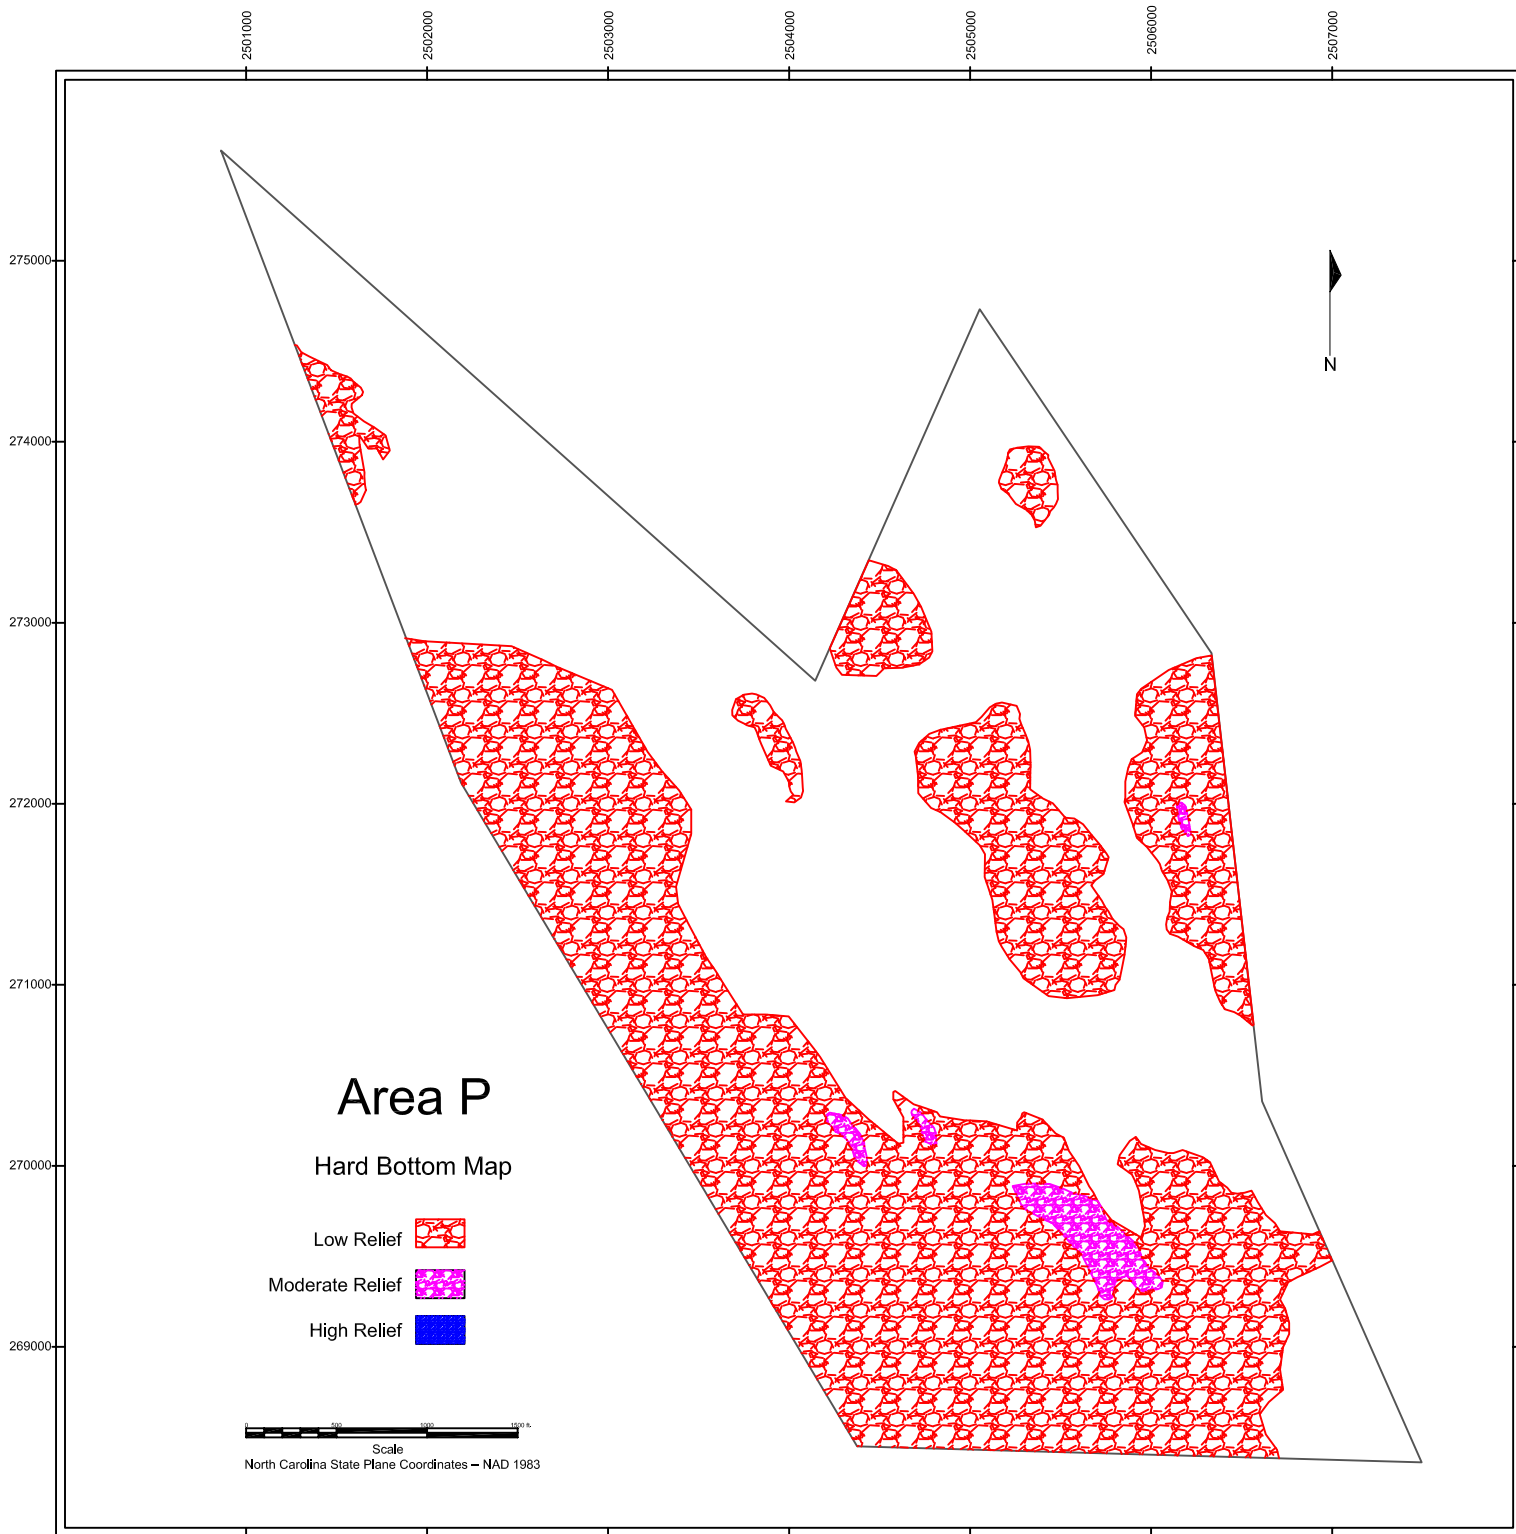 2501000
2502000
2503000
2504000
2505000
2506000
2507000
275000
N
274000
273000
272000
271000
Area P
270000
Hard Bottom Map
Low Relief
Moderate Relief
High Relief
269000
0 500 1000 1500 ft.
Scale
North Carolina State Plane Coordinates – NAD 1983